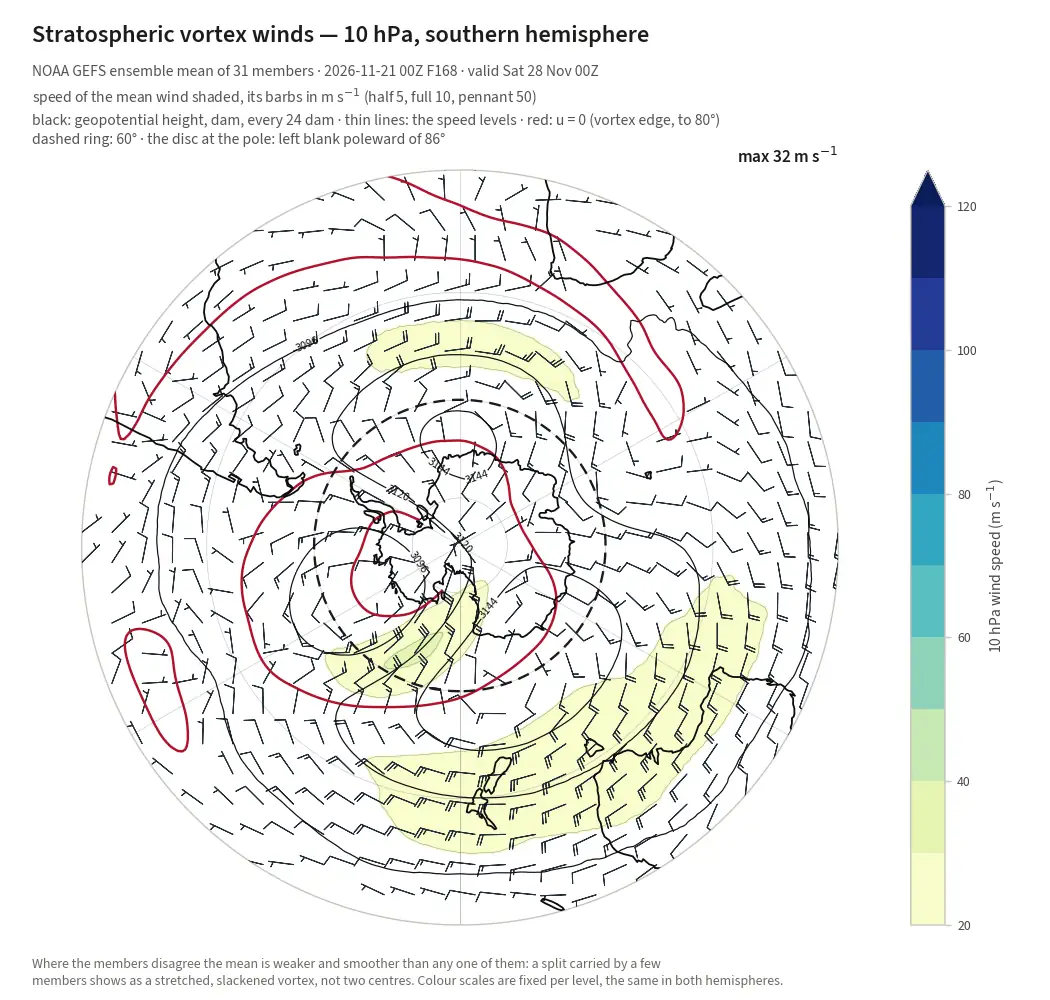 Stratospheric vortex winds — 10 hPa, southern hemisphere
NOAA GEFS ensemble mean of 31 members · 2026-11-21 00Z F168 · valid Sat 28 Nov 00Z
speed of the mean wind shaded, its barbs in m s⁻¹ (half 5, full 10, pennant 50)
black: geopotential height, dam, every 24 dam · thin lines: the speed levels · red: u = 0 (vortex edge, to 80°)
dashed ring: 60° · the disc at the pole: left blank poleward of 86°
max 32 m s⁻¹
120
100
80
60
40
20
10 hPa wind speed (m s⁻¹)
3096
3144
3144
3120
3120
3096
3144
Where the members disagree the mean is weaker and smoother than any one of them: a split carried by a few
members shows as a stretched, slackened vortex, not two centres. Colour scales are fixed per level, the same in both hemispheres.